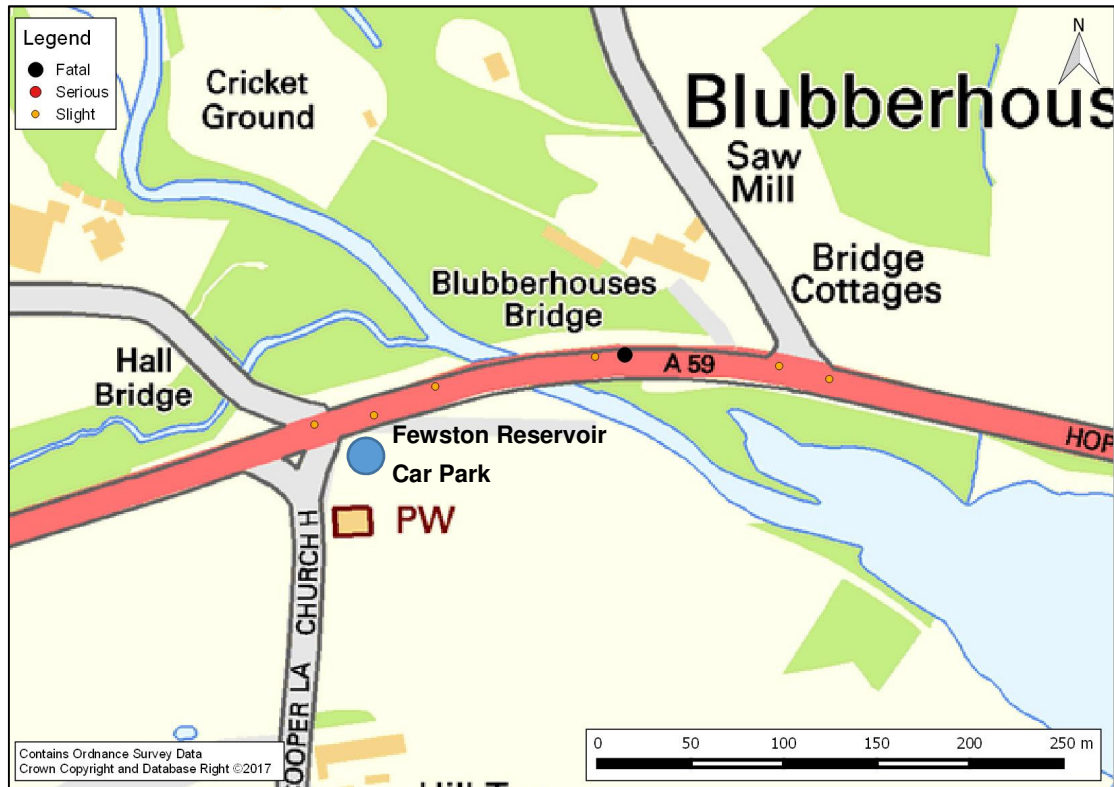 Legend
Fatal
Serious
Slight
N
Cricket
Ground
Blubberhous
Saw
Mill
Bridge
Cottages
Blubberhouses
Bridge
Hall
Bridge
A 59
HOP
Fewston Reservoir
Car Park
PW
CHURCH H
OOPER LA
Contains Ordnance Survey Data
Crown Copyright and Database Right ©2017
0 50 100 150 200 250 m